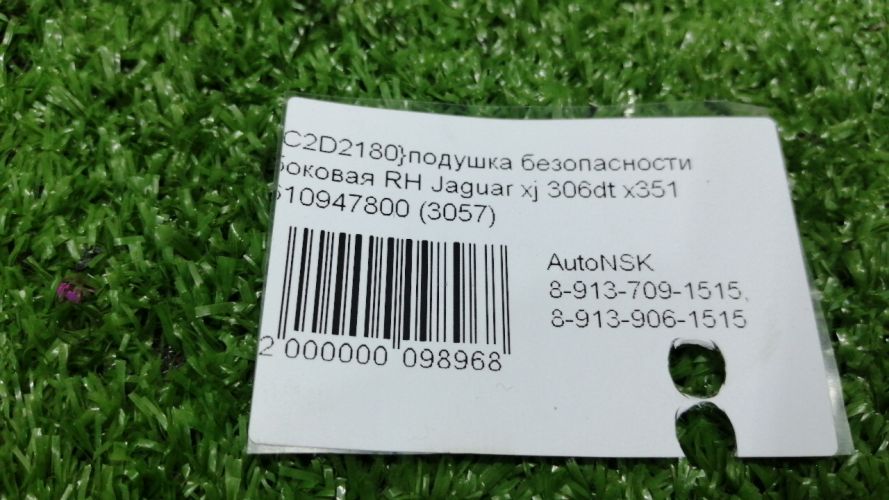 C2D2180}подушка безопасности
боковая RH Jaguar xj 306dt x351
610947800 (3057)
AutoNSK
8-913-709-1515,
8-913-906-1515
2 000000 098968